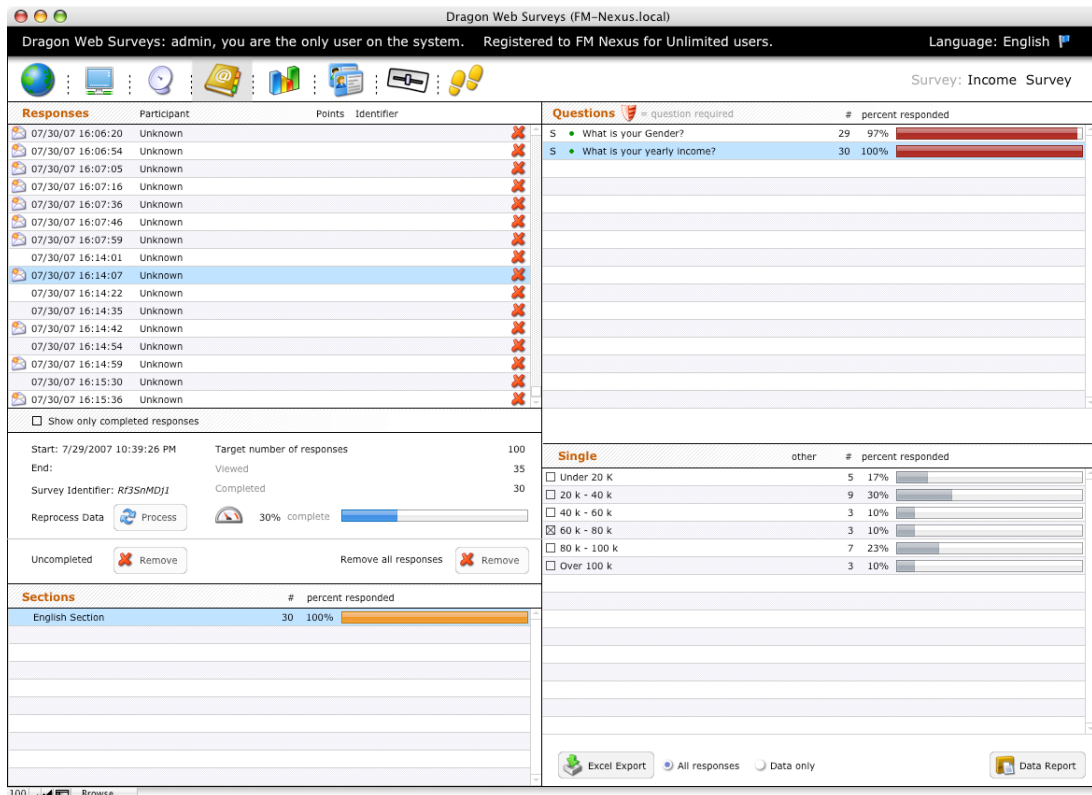 Dragon Web Surveys (FM-Nexus.local)
Dragon Web Surveys: admin, you are the only user on the system. Registered to FM Nexus for Unlimited users. Language: English
Survey: Income Survey
Responses Participant Points Identifier
07/30/07 16:06:20 Unknown
07/30/07 16:06:54 Unknown
07/30/07 16:07:05 Unknown
07/30/07 16:07:16 Unknown
07/30/07 16:07:36 Unknown
07/30/07 16:07:46 Unknown
07/30/07 16:07:59 Unknown
07/30/07 16:14:01 Unknown
07/30/07 16:14:07 Unknown
07/30/07 16:14:22 Unknown
07/30/07 16:14:35 Unknown
07/30/07 16:14:42 Unknown
07/30/07 16:14:54 Unknown
07/30/07 16:14:59 Unknown
07/30/07 16:15:30 Unknown
07/30/07 16:15:36 Unknown
Show only completed responses
Start: 7/29/2007 10:39:26 PM Target number of responses 100
End: Viewed 35
Survey Identifier: Rf3SnMDj1 Completed 30
Reprocess Data Process 30% complete
Uncompleted Remove Remove all responses Remove
Sections # percent responded
English Section 30 100%
Questions = question required # percent responded
S • What is your Gender? 29 97%
S • What is your yearly income? 30 100%
Single other # percent responded
Under 20 K 5 17%
20 k - 40 k 9 30%
40 k - 60 k 3 10%
60 k - 80 k 3 10%
80 k - 100 k 7 23%
Over 100 k 3 10%
Excel Export All responses Data only Data Report
100 Browse